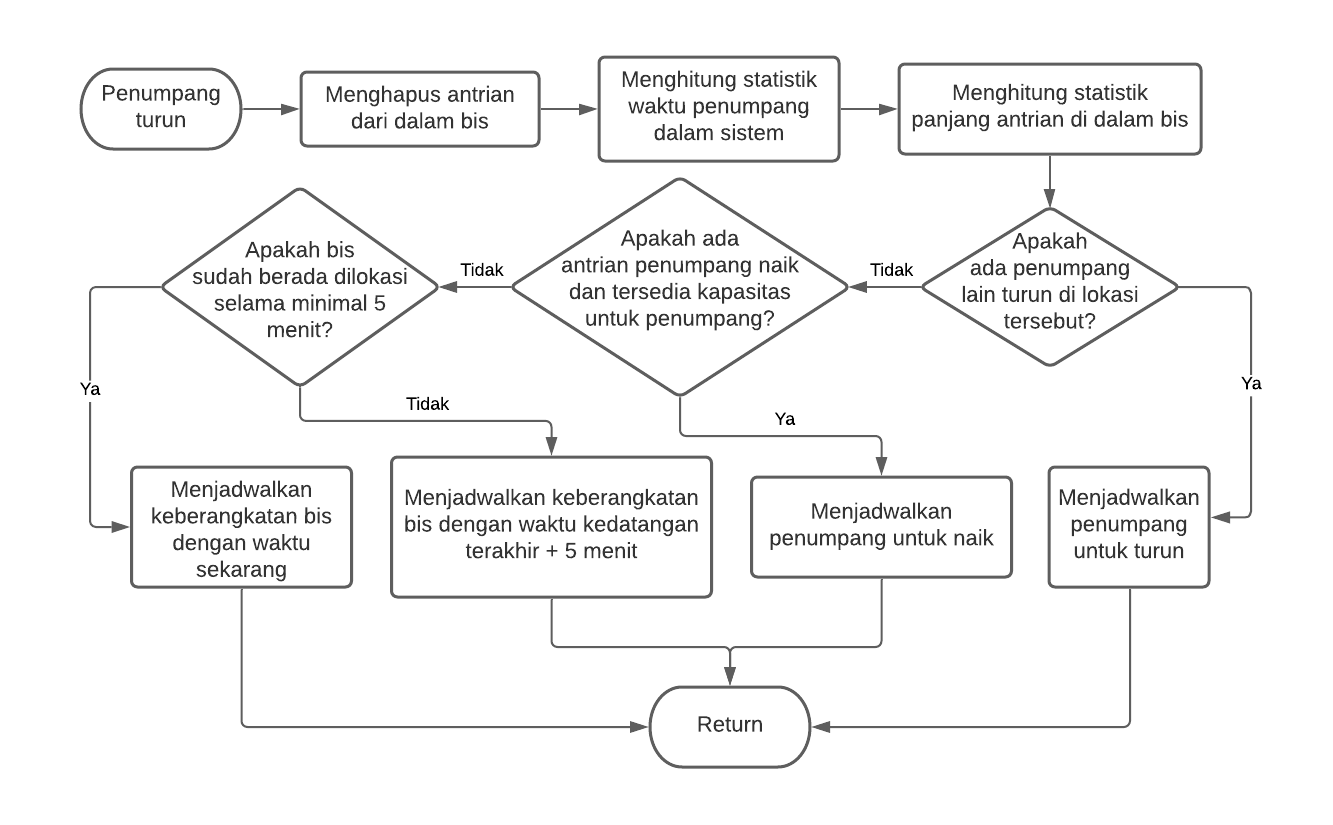 Penumpang
turun
Menghapus antrian
dari dalam bis
Menghitung statistik
waktu penumpang
dalam sistem
Menghitung statistik
panjang antrian di dalam bis
Apakah
ada penumpang
lain turun di lokasi
tersebut?
Tidak
Ya
Apakah ada
antrian penumpang naik
dan tersedia kapasitas
untuk penumpang?
Tidak
Ya
Apakah bis
sudah berada dilokasi
selama minimal 5
menit?
Ya
Tidak
Menjadwalkan
keberangkatan bis
dengan waktu
sekarang
Menjadwalkan keberangkatan
bis dengan waktu kedatangan
terakhir + 5 menit
Menjadwalkan
penumpang untuk naik
Menjadwalkan
penumpang
untuk turun
Return